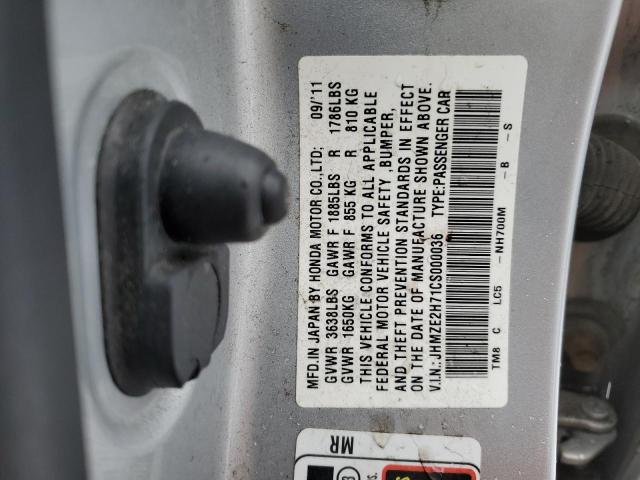 MFD.IN JAPAN BY HONDA MOTOR CO.,LTD; 09/'11
GVWR 3638LBS GAWR F 1885LBS R 1786LBS
GVWR 1650KG GAWR F 855 KG R 810 KG
THIS VEHICLE CONFORMS TO ALL APPLICABLE
FEDERAL MOTOR VEHICLE SAFETY ,BUMPER,
AND THEFT PREVENTION STANDARDS IN EFFECT
ON THE DATE OF MANUFACTURE SHOWN ABOVE.
V.I.N.:JHMZE2H71CS000036 TYPE:PASSENGER CAR
TM8 C LC5 -NH700M -B -S
MR